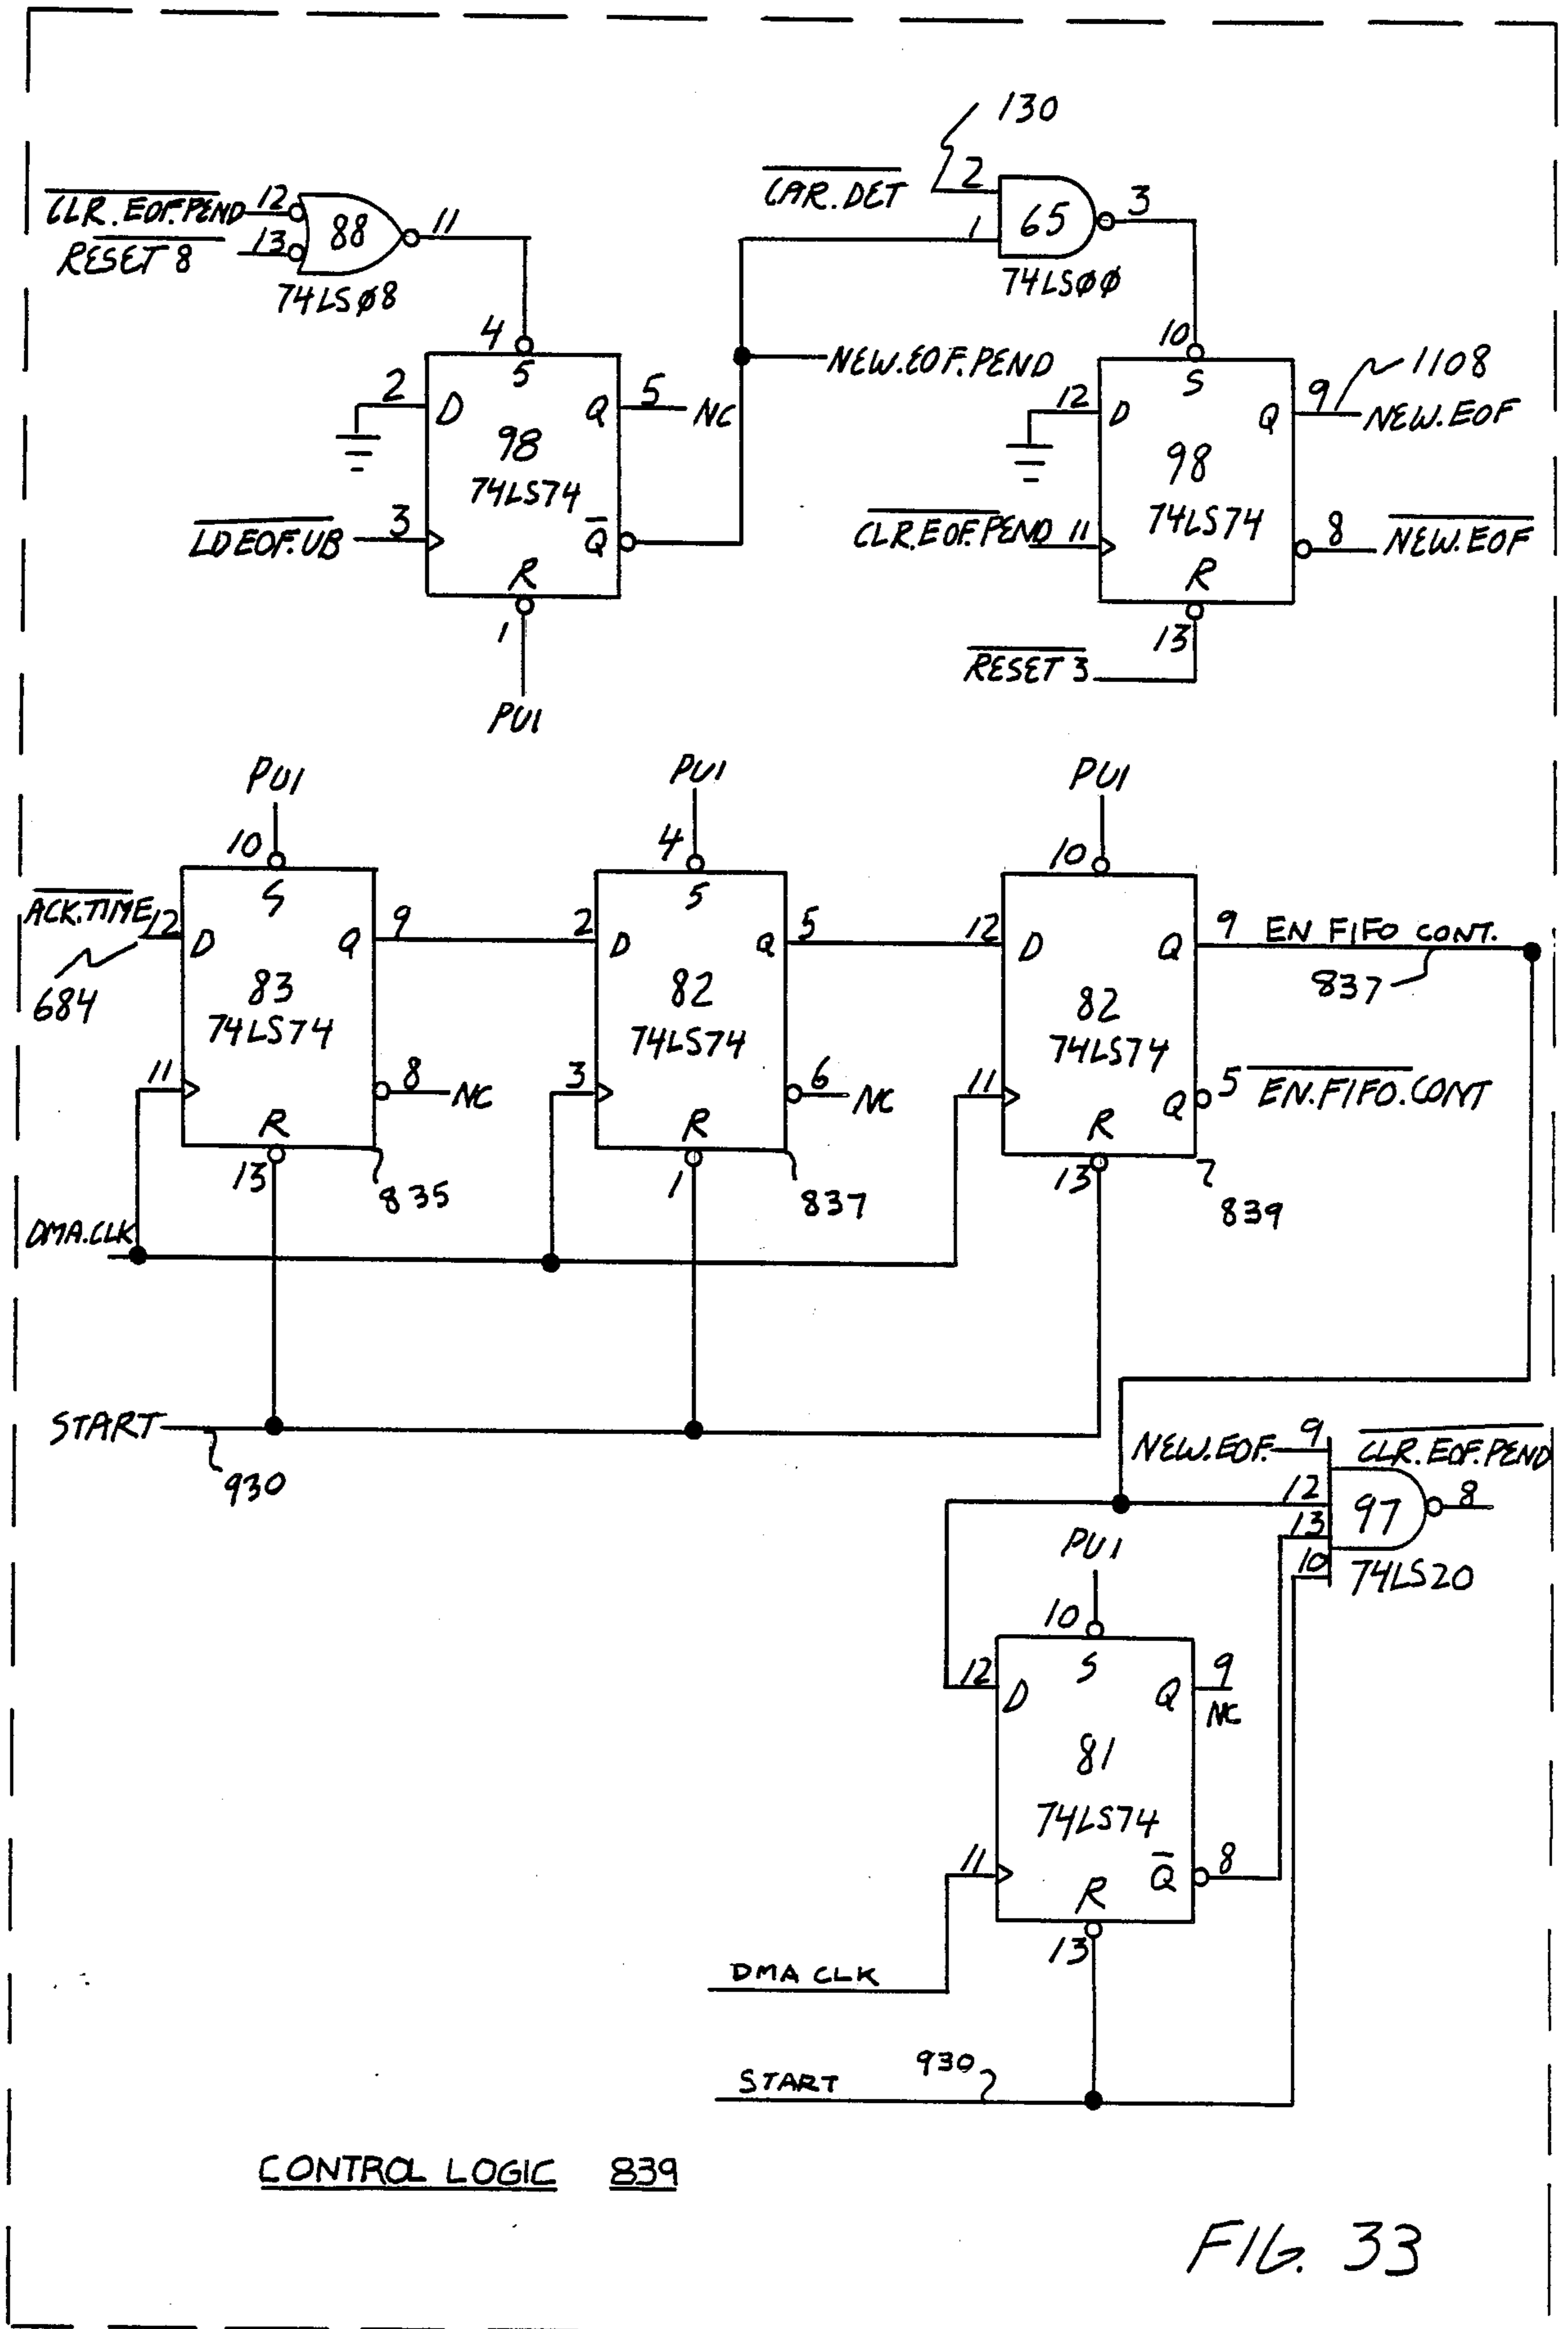 130
CLR.EOF.PEND 12 88 11
RESET 8 13
74LSØ8
CAR.DET 2 65 3
1
74LSØØ
4 S
2 D Q 5 NC
98
74LS74
LD EOF.UB 3 Q
R
1
PU1
NEW.EOF.PEND
10 S
12 D Q 9 1108
NEW.EOF
98
74LS74
CLR.EOF.PEND 11 8 NEW.EOF
R
13
RESET 3
PU1
10 S
ACK.TIME 12 D Q 9
684
83
74LS74
11 8 NC
R
13 835
PU1
4 S
2 D Q 5
82
74LS74
3 6 NC
R
1 837
PU1
10
12 D Q 9 EN FIFO CONT.
837
82
74LS74
11 Q 5 EN.FIFO.CONT
R
13 839
DMA.CLK
START
930
NEW.EOF. 9 CLR.EOF.PEND
12 97 8
13
10 74LS20
PU1
10 S
12 D Q 9
NC
81
74LS74
11 Q 8
R
13
DMA CLK
START 930
CONTROL LOGIC 839
FIG. 33